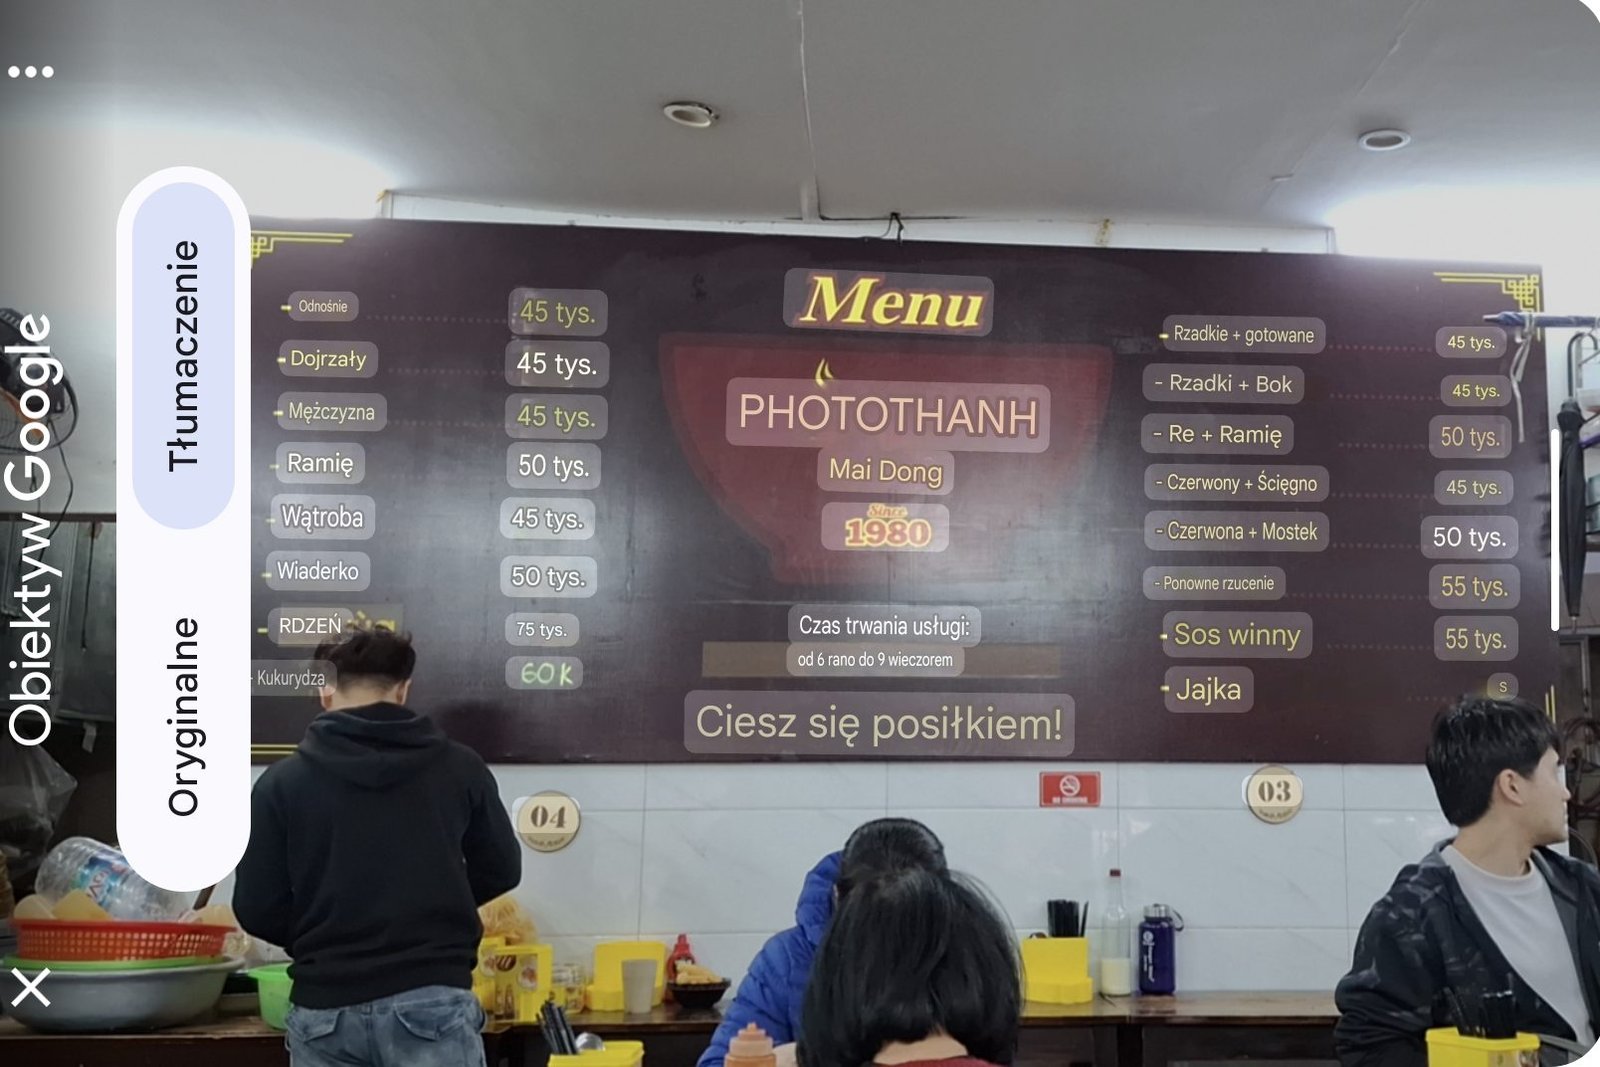 Obiektyw Google
Tłumaczenie
Oryginalne
Menu
PHOTOTHANH
Mai Dong
Since
1980
Czas trwania usługi:
od 6 rano do 9 wieczorem
Ciesz się posiłkiem!
- Odnośnie 45 tys.
- Dojrzały 45 tys.
- Mężczyzna 45 tys.
- Ramię 50 tys.
- Wątroba 45 tys.
- Wiaderko 50 tys.
- RDZEŃ 75 tys.
- Kukurydza 60K
- Rzadkie + gotowane 45 tys.
- Rzadki + Bok 45 tys.
- Re + Ramię 50 tys.
- Czerwony + Ścięgno 45 tys.
- Czerwona + Mostek 50 tys.
- Ponowne rzucenie 55 tys.
- Sos winny 55 tys.
- Jajka S
04
NO SMOKING
03